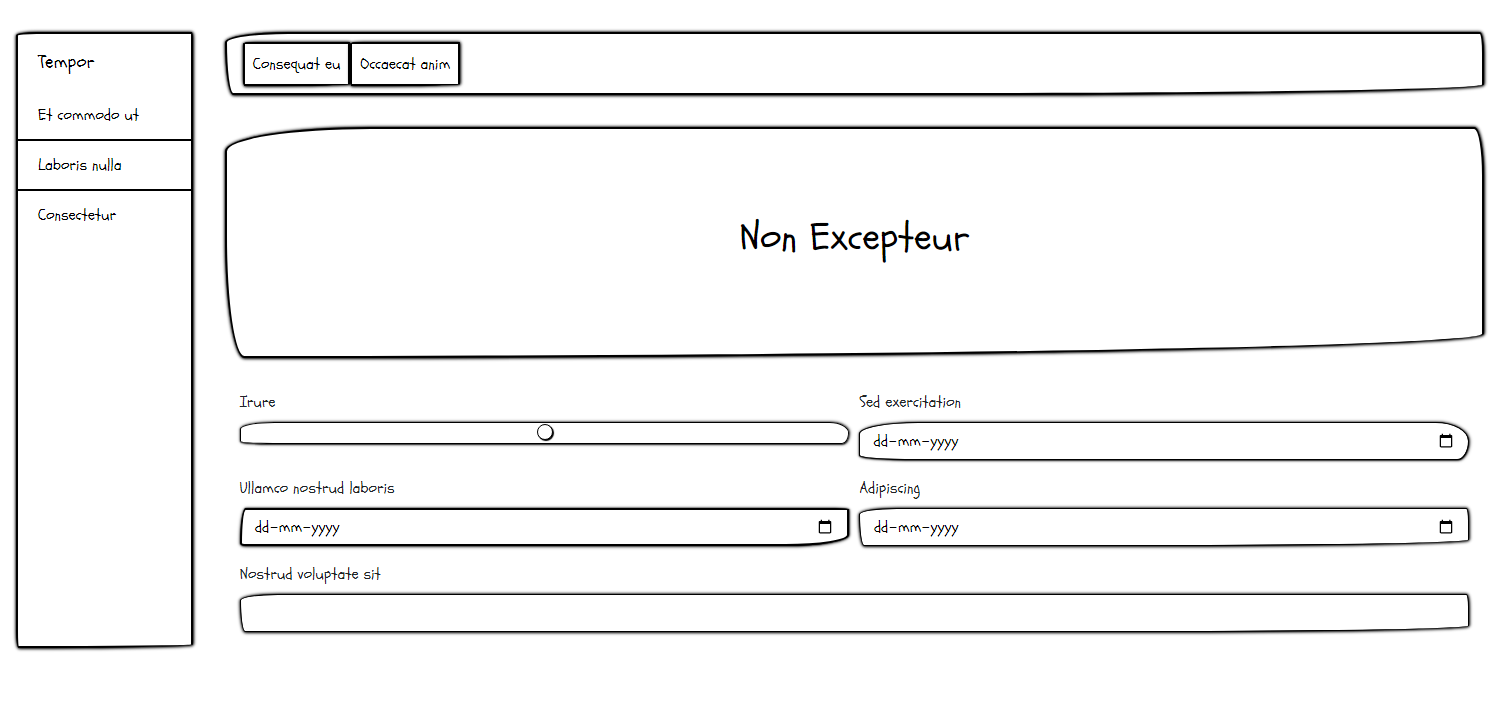 Tempor
Et commodo ut
Laboris nulla
Consectetur
Consequat eu
Occaecat anim
Non Excepteur
Irure
Sed exercitation
dd-mm-yyyy
Ullamco nostrud laboris
dd-mm-yyyy
Adipiscing
dd-mm-yyyy
Nostrud voluptate sit